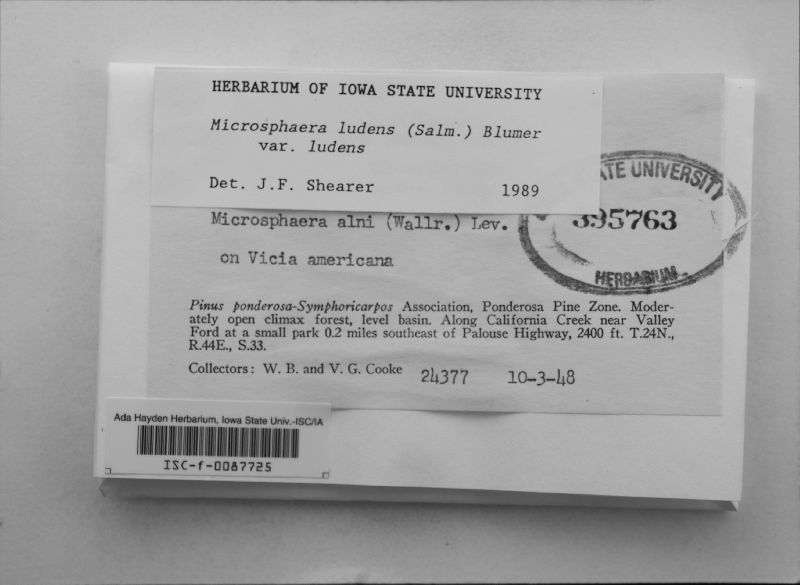 HERBARIUM OF IOWA STATE UNIVERSITY
Microsphaera ludens (Salm.) Blumer
var. ludens
Det. J.F. Shearer 1989
STATE UNIVERSITY
395763
HERBARIUM
Microsphaera alni (Wallr.) Lev.
on Vicia americana
Pinus ponderosa-Symphoricarpos Association, Ponderosa Pine Zone. Moder-
ately open climax forest, level basin. Along California Creek near Valley
Ford at a small park 0.2 miles southeast of Palouse Highway, 2400 ft. T.24N.,
R.44E., S.33.
Collectors: W. B. and V. G. Cooke 24377 10-3-48
Ada Hayden Herbarium, Iowa State Univ.-ISC/IA
ISC-f-0087725